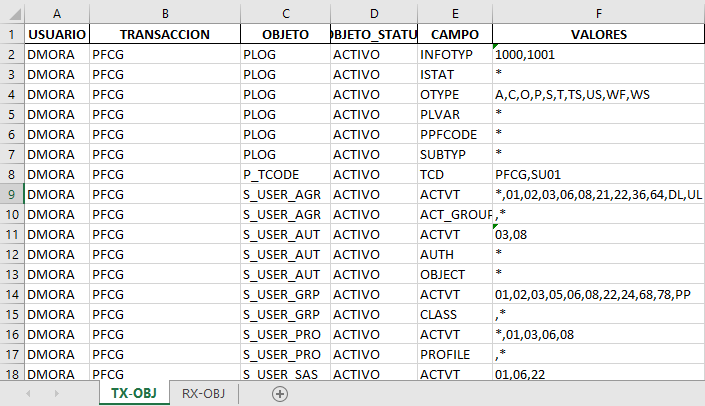 A B C D E F
1 USUARIO TRANSACCION OBJETO OBJETO_STATU CAMPO VALORES
2 DMORA PFCG PLOG ACTIVO INFOTYP 1000,1001
3 DMORA PFCG PLOG ACTIVO ISTAT *
4 DMORA PFCG PLOG ACTIVO OTYPE A,C,O,P,S,T,TS,US,WF,WS
5 DMORA PFCG PLOG ACTIVO PLVAR *
6 DMORA PFCG PLOG ACTIVO PPFCODE *
7 DMORA PFCG PLOG ACTIVO SUBTYP *
8 DMORA PFCG P_TCODE ACTIVO TCD PFCG,SU01
9 DMORA PFCG S_USER_AGR ACTIVO ACTVT *,01,02,03,06,08,21,22,36,64,DL,UL
10 DMORA PFCG S_USER_AGR ACTIVO ACT_GROUP ,*
11 DMORA PFCG S_USER_AUT ACTIVO ACTVT 03,08
12 DMORA PFCG S_USER_AUT ACTIVO AUTH *
13 DMORA PFCG S_USER_AUT ACTIVO OBJECT *
14 DMORA PFCG S_USER_GRP ACTIVO ACTVT 01,02,03,05,06,08,22,24,68,78,PP
15 DMORA PFCG S_USER_GRP ACTIVO CLASS ,*
16 DMORA PFCG S_USER_PRO ACTIVO ACTVT *,01,03,06,08
17 DMORA PFCG S_USER_PRO ACTIVO PROFILE ,*
18 DMORA PFCG S_USER_SAS ACTIVO ACTVT 01,06,22
TX-OBJ RX-OBJ